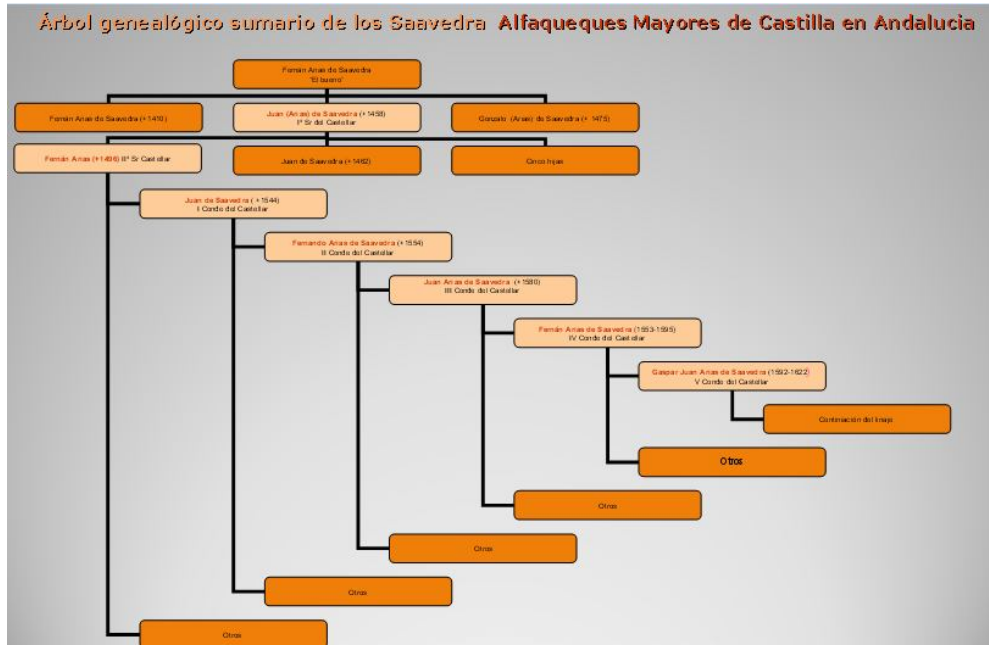 Árbol genealógico sumario de los Saavedra Alfaqueques Mayores de Castilla en Andalucia
Fernán Arias de Saavedra
"El bueno"
Fernán Arias de Saavedra (+1410)
Juan (Arias) de Saavedra (+1458)
Iº Sr del Castellar
Gonzalo (Arias) de Saavedra (+ 1475)
Fernán Arias (+1496) IIº Sr Castellar
Juan de Saavedra (+1462)
Cinco hijas
Juan de Saavedra ( +1544)
I Conde del Castellar
Fernando Arias de Saavedra (+1554)
II Conde del Castellar
Juan Arias de Saavedra (+1580)
III Conde del Castellar
Fernán Arias de Saavedra (1553-1595)
IV Conde del Castellar
Gaspar Juan Arias de Saavedra (1592-1622)
V Conde del Castellar
Continiación del linaje
Otros
Otros
Otros
Otros
Otros